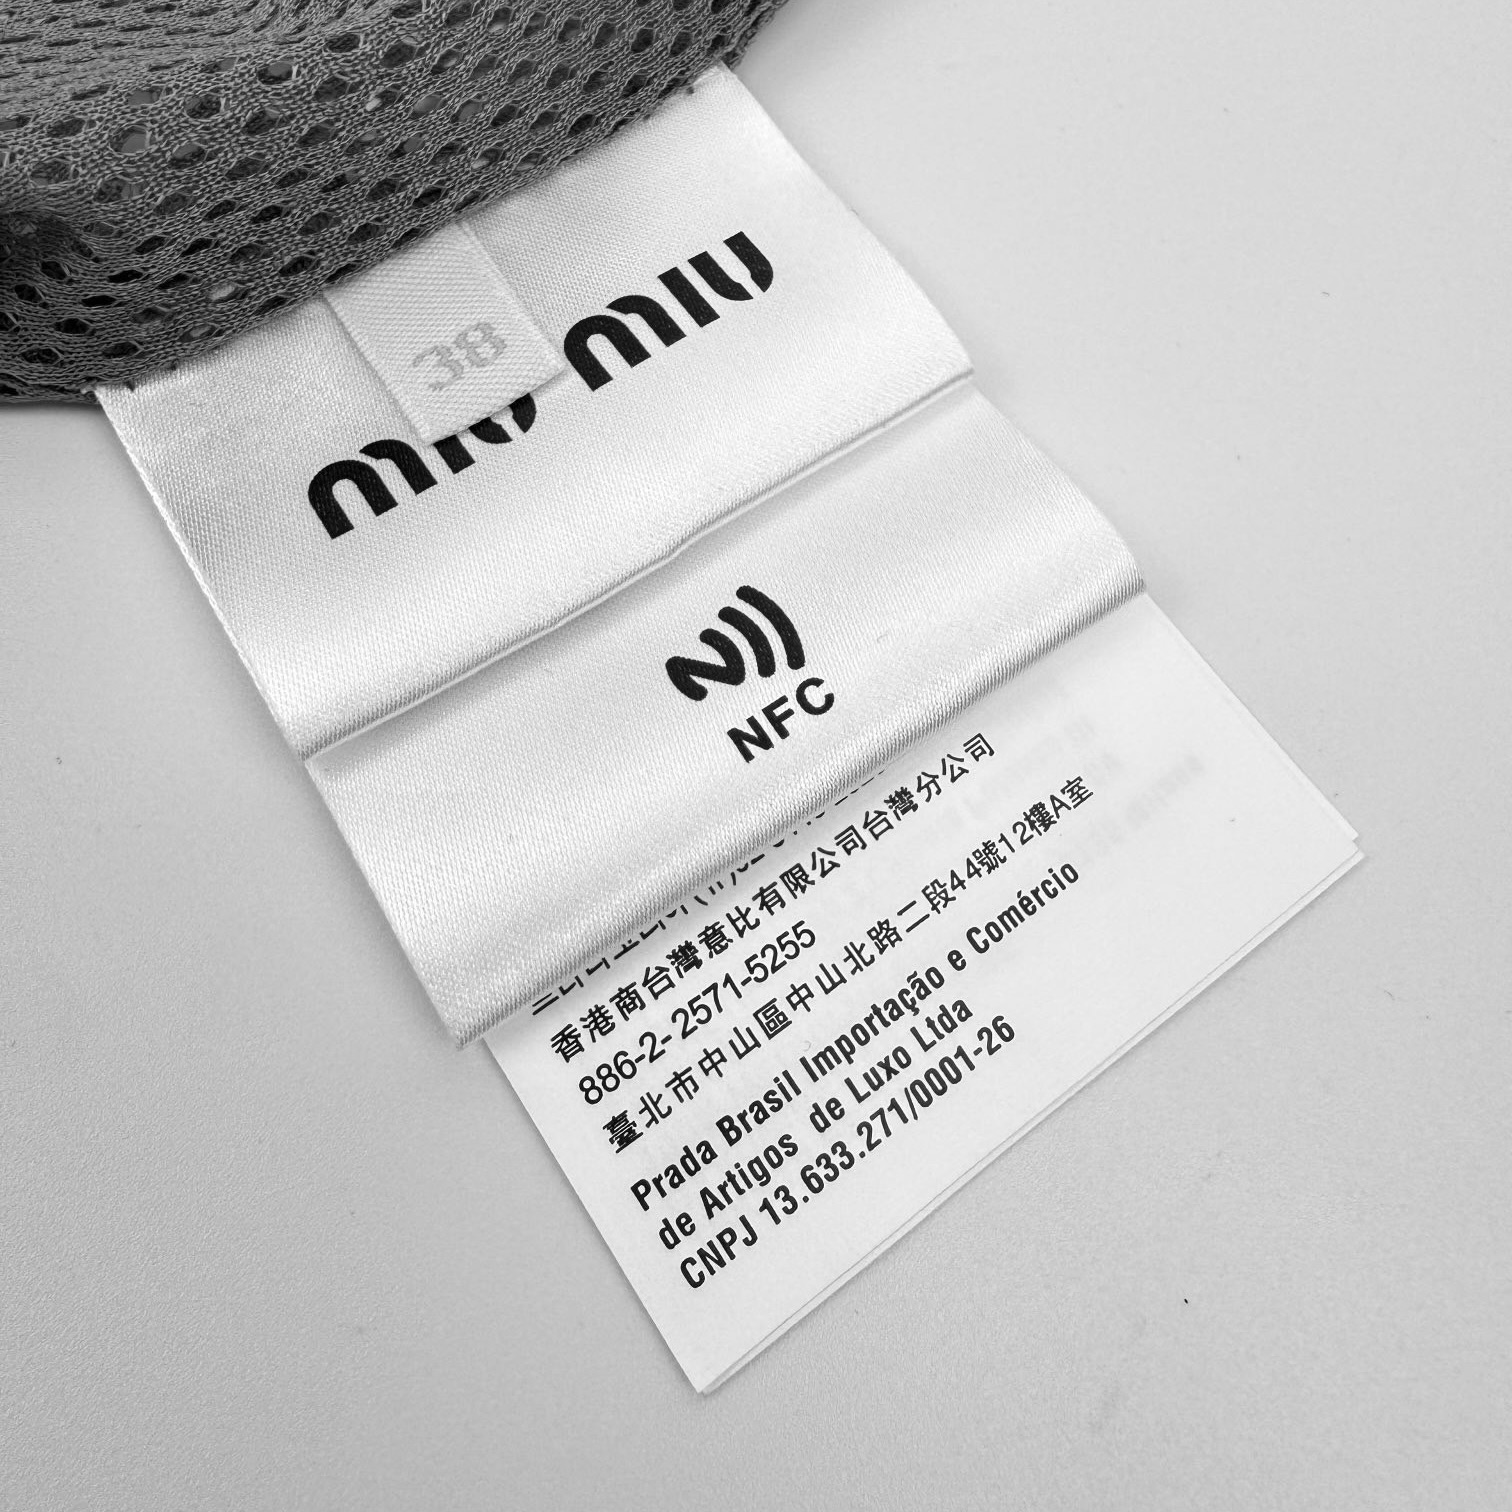 38
miu miu
NFC
香港商台灣意比有限公司台灣分公司
886-2- 2571-5255
臺北市中山區中山北路二段44號12樓A室
Prada Brasil Importação e Comércio
de Artigos de Luxo Ltda
CNPJ 13.633.271/0001-26